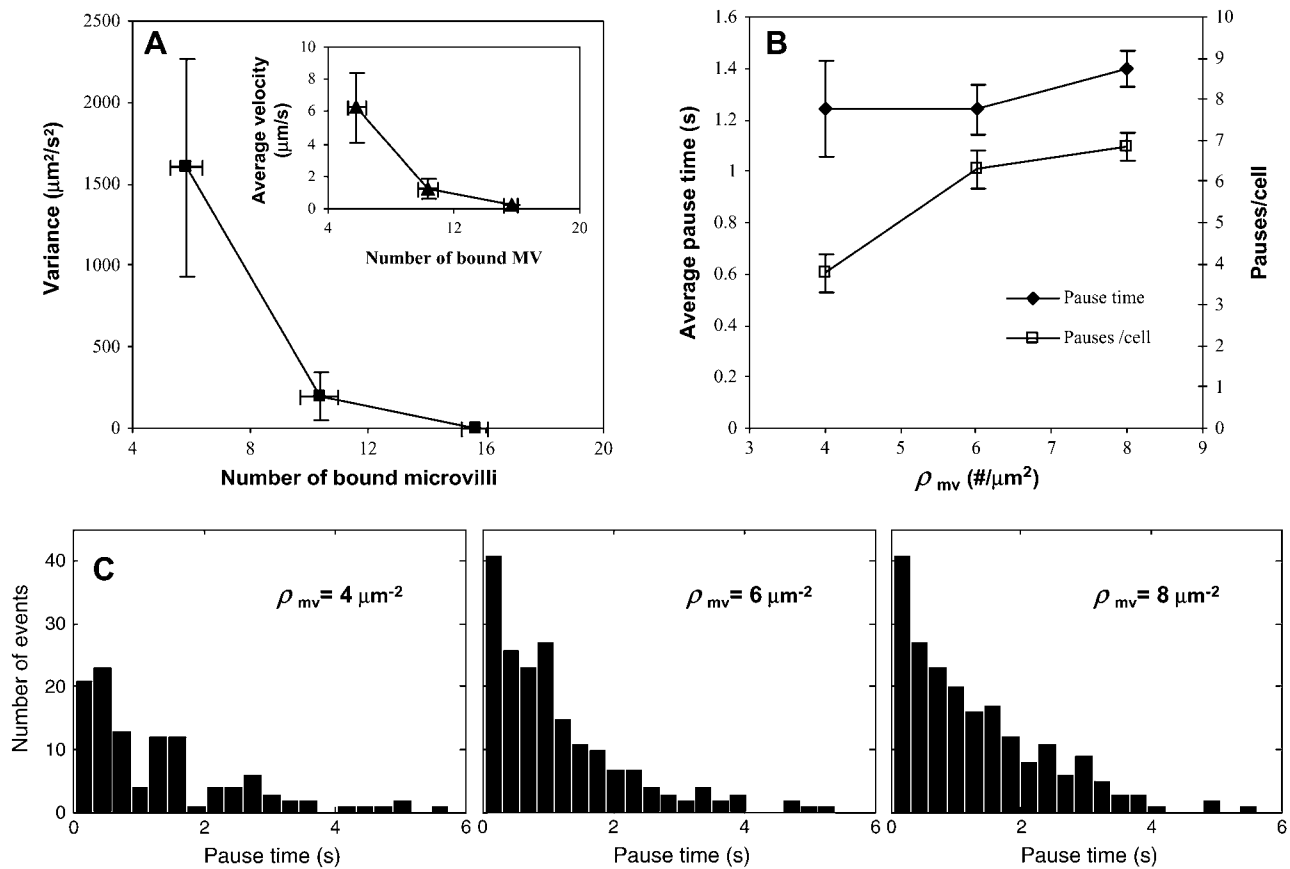 A
2500
2000
1500
1000
500
0
4 8 12 16 20
Variance (μm²/s²)
Number of bound microvilli
10
8
6
4
2
0
4 12 20
Average velocity
(μm/s)
Number of bound MV
B
1.6
1.4
1.2
1
0.8
0.6
0.4
0.2
0
10
9
8
7
6
5
4
3
2
1
0
3 4 5 6 7 8 9
Average pause time (s)
Pauses/cell
Pause time
Pauses /cell
ρ mv (#/μm²)
C
40
30
20
10
0
Number of events
ρ mv= 4 μm-2
ρ mv= 6 μm-2
ρ mv= 8 μm-2
0 2 4 6
0 2 4 6
0 2 4 6
Pause time (s)
Pause time (s)
Pause time (s)